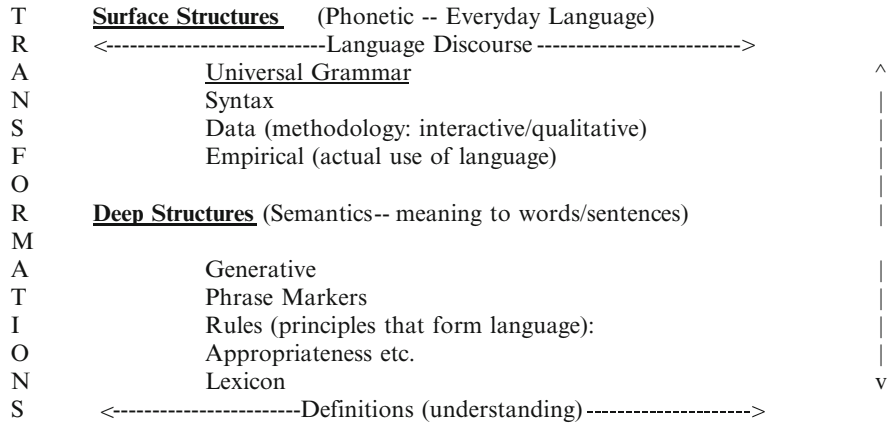 T Surface Structures (Phonetic -- Everyday Language)
R <----------------------------Language Discourse -------------------------->
A Universal Grammar ^
N Syntax |
S Data (methodology: interactive/qualitative) |
F Empirical (actual use of language) |
O |
R Deep Structures (Semantics-- meaning to words/sentences) |
M
A Generative |
T Phrase Markers |
I Rules (principles that form language): |
O Appropriateness etc. |
N Lexicon v
S <------------------------Definitions (understanding) --------------------->